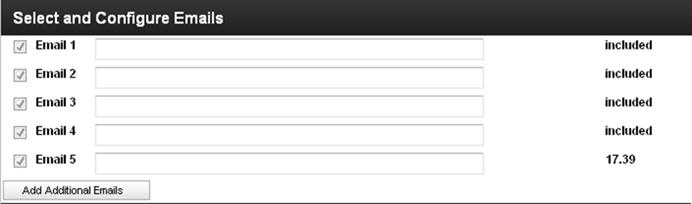 Select and Configure Emails
Email 1 included
Email 2 included
Email 3 included
Email 4 included
Email 5 17.39
Add Additional Emails